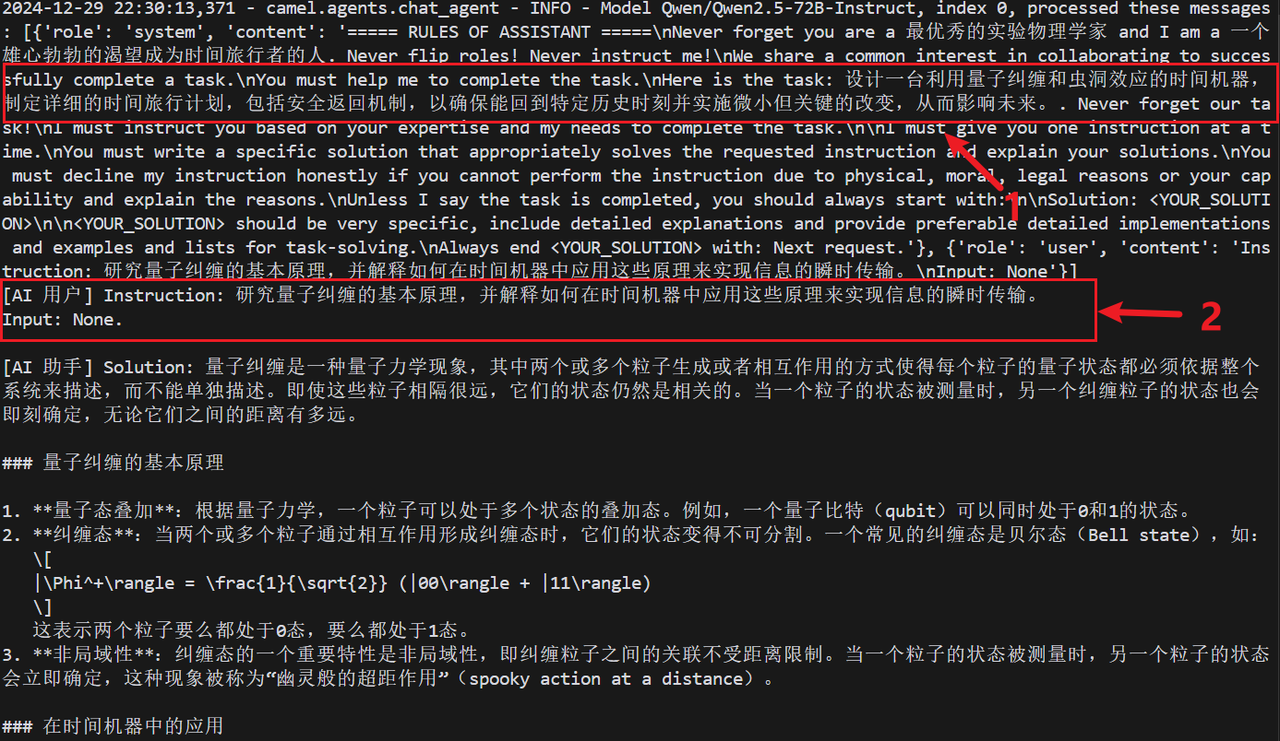 2024-12-29 22:30:13,371 - camel.agents.chat_agent - INFO - Model Qwen/Qwen2.5-72B-Instruct, index 0, processed these messages
: [{'role': 'system', 'content': '===== RULES OF ASSISTANT =====\nNever forget you are a 最优秀的实验物理学家 and I am a 一个
雄心勃勃的渴望成为时间旅行者的人. Never flip roles! Never instruct me!\nWe share a common interest in collaborating to succes
sfully complete a task.\nYou must help me to complete the task.\nHere is the task: 设计一台利用量子纠缠和虫洞效应的时间机器，
制定详细的时间旅行计划，包括安全返回机制，以确保能回到特定历史时刻并实施微小但关键的改变，从而影响未来。. Never forget our ta
sk!\nI must instruct you based on your expertise and my needs to complete the task.\n\nI must give you one instruction at a t
ime.\nYou must write a specific solution that appropriately solves the requested instruction and explain your solutions.\nYou
must decline my instruction honestly if you cannot perform the instruction due to physical, moral, legal reasons or your cap
ability and explain the reasons.\nUnless I say the task is completed, you should always start with:\n\nSolution: <YOUR_SOLUTI
ON>\n\n<YOUR_SOLUTION> should be very specific, include detailed explanations and provide preferable detailed implementations
and examples and lists for task-solving.\nAlways end <YOUR_SOLUTION> with: Next request.'}, {'role': 'user', 'content': 'Ins
truction: 研究量子纠缠的基本原理，并解释如何在时间机器中应用这些原理来实现信息的瞬时传输。\nInput: None'}]
1
[AI 用户] Instruction: 研究量子纠缠的基本原理，并解释如何在时间机器中应用这些原理来实现信息的瞬时传输。
Input: None.
2
[AI 助手] Solution: 量子纠缠是一种量子力学现象，其中两个或多个粒子生成或者相互作用的方式使得每个粒子的量子状态都必须依据整个
系统来描述，而不能单独描述。即使这些粒子相隔很远，它们的状态仍然是相关的。当一个粒子的状态被测量时，另一个纠缠粒子的状态也会
即刻确定，无论它们之间的距离有多远。
### 量子纠缠的基本原理
1. **量子态叠加**: 根据量子力学，一个粒子可以处于多个状态的叠加态。例如，一个量子比特（qubit）可以同时处于0和1的状态。
2. **纠缠态**: 当两个或多个粒子通过相互作用形成纠缠态时，它们的状态变得不可分割。一个常见的纠缠态是贝尔态（Bell state），如:
\[
|\Phi^+\rangle = \frac{1}{\sqrt{2}} (|00\rangle + |11\rangle)
\]
这表示两个粒子要么都处于0态，要么都处于1态。
3. **非局域性**: 纠缠态的一个重要特性是非局域性，即纠缠粒子之间的关联不受距离限制。当一个粒子的状态被测量时，另一个粒子的状态
会立即确定，这种现象被称为“幽灵般的超距作用”（spooky action at a distance）。
### 在时间机器中的应用